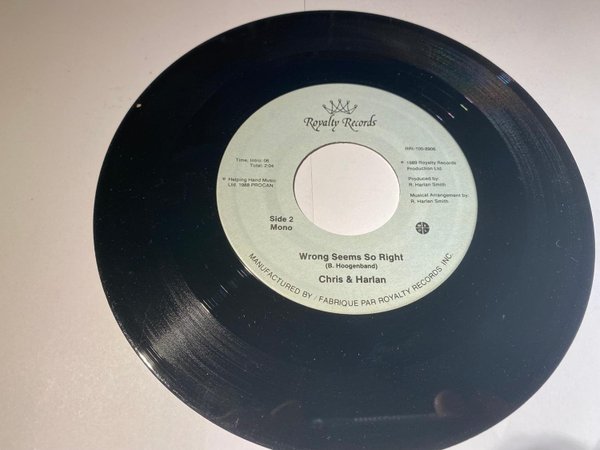 Royalty Records
Time: Intro: 06
Total: 2:04
Helping Hand Music
Ltd. 1988 PROCAN
Side 2
Mono
RRI-100-8906
℗ 1989 Royalty Records
Production Ltd.
Produced by:
R. Harlan Smith
Musical Arrangement by:
R. Harlan Smith
Wrong Seems So Right
(B. Hoogenband)
Chris & Harlan
MANUFACTURED BY / FABRIQUE PAR ROYALTY RECORDS INC.